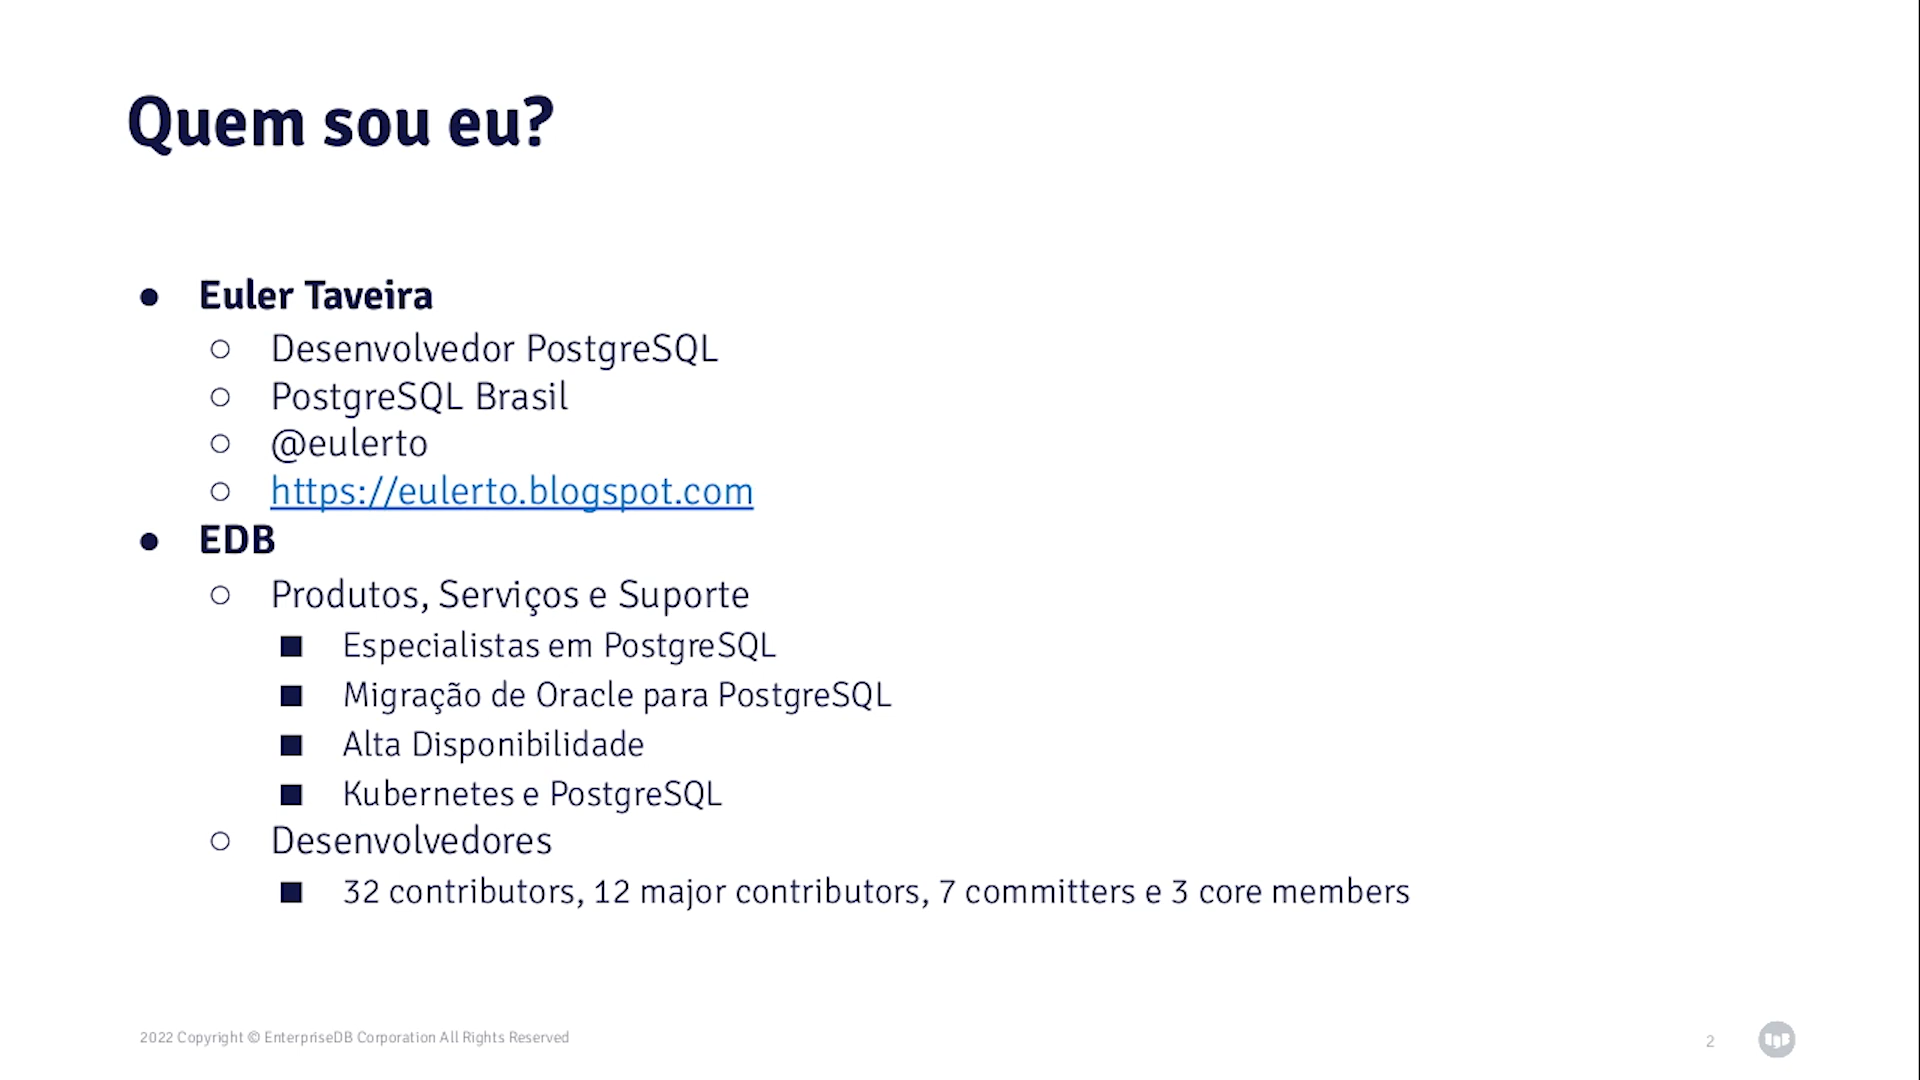 Quem sou eu?
● Euler Taveira
○ Desenvolvedor PostgreSQL
○ PostgreSQL Brasil
○ @eulerto
○ https://eulerto.blogspot.com
● EDB
○ Produtos, Serviços e Suporte
■ Especialistas em PostgreSQL
■ Migração de Oracle para PostgreSQL
■ Alta Disponibilidade
■ Kubernetes e PostgreSQL
○ Desenvolvedores
■ 32 contributors, 12 major contributors, 7 committers e 3 core members
2022 Copyright © EnterpriseDB Corporation All Rights Reserved
2